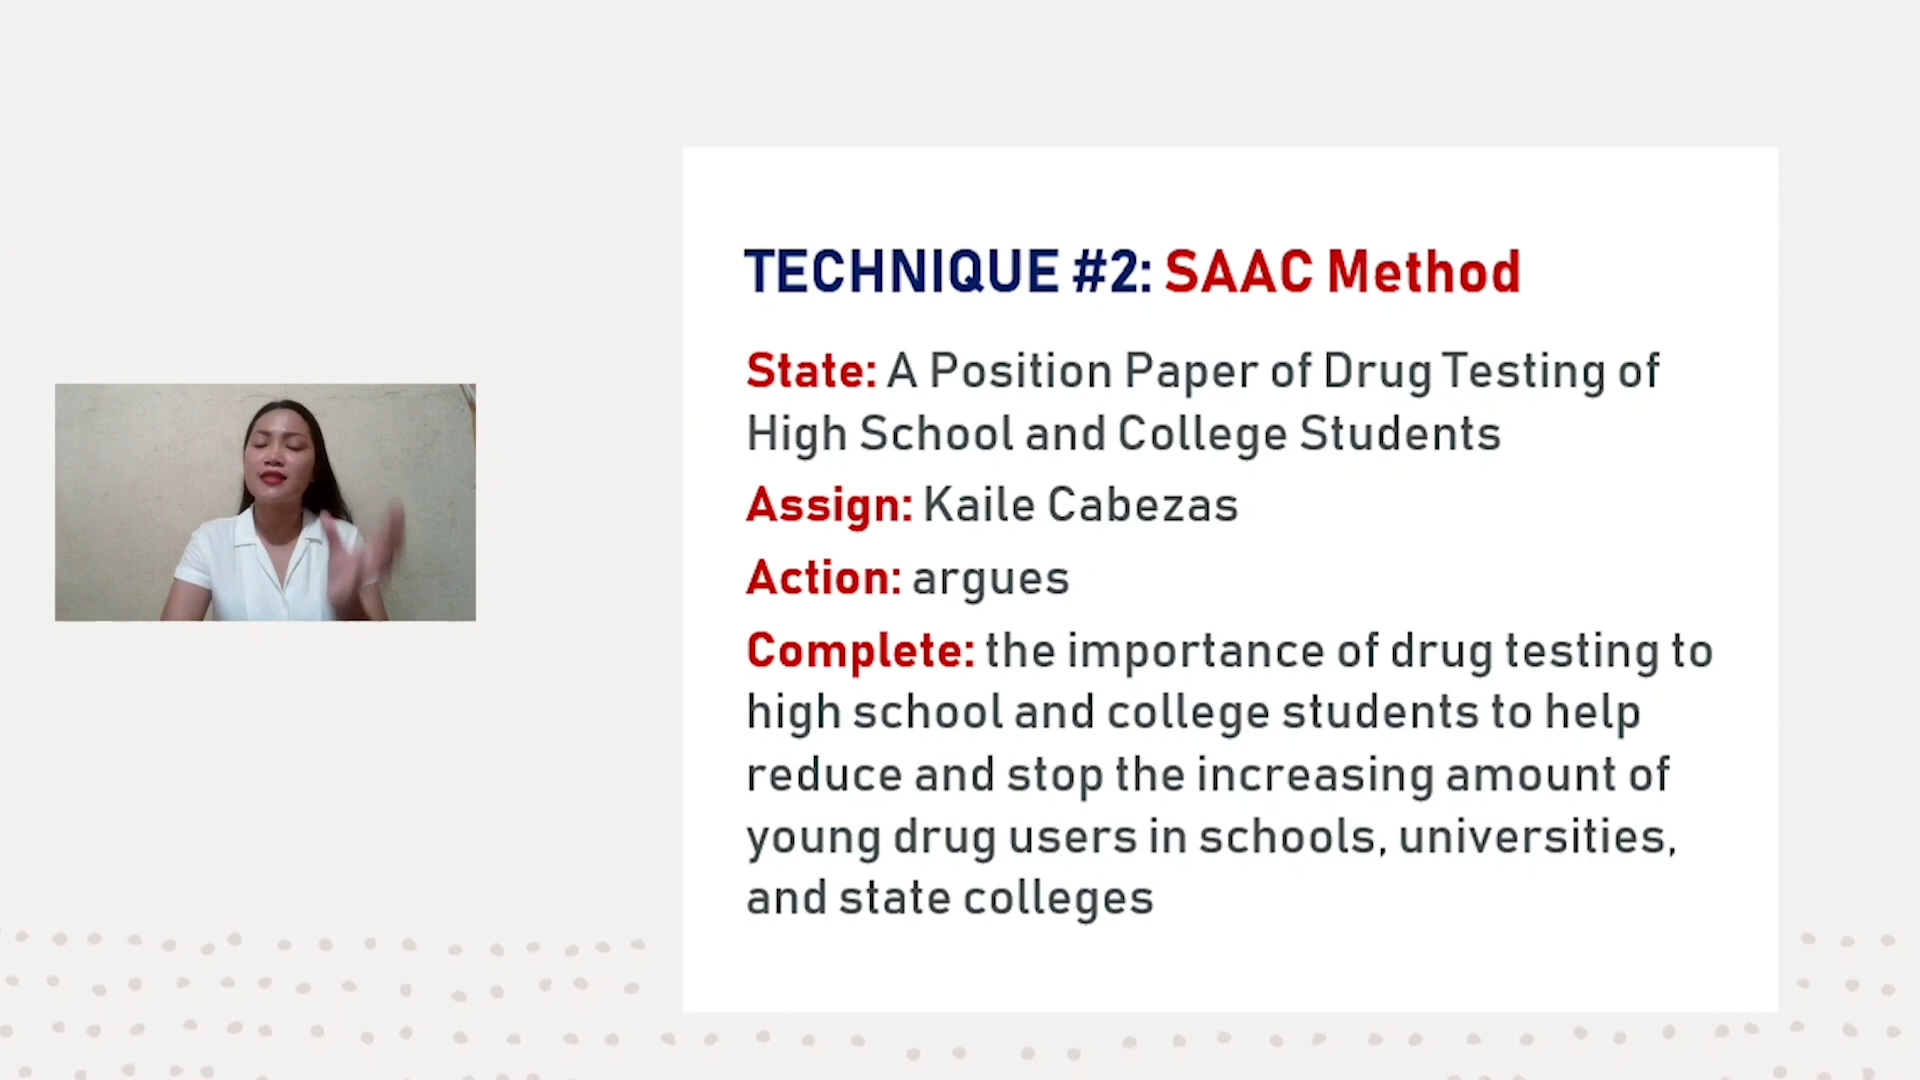 TECHNIQUE #2: SAAC Method
State: A Position Paper of Drug Testing of
High School and College Students
Assign: Kaile Cabezas
Action: argues
Complete: the importance of drug testing to
high school and college students to help
reduce and stop the increasing amount of
young drug users in schools, universities,
and state colleges